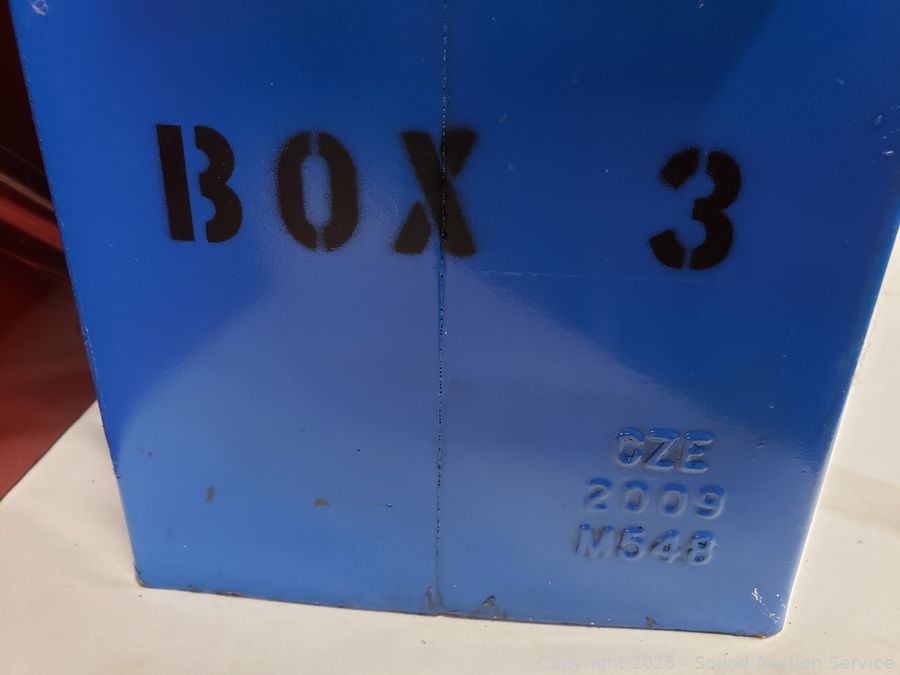 BOX 3
CZE
2009
M548
Copyright 2025 - Sound Auction Service